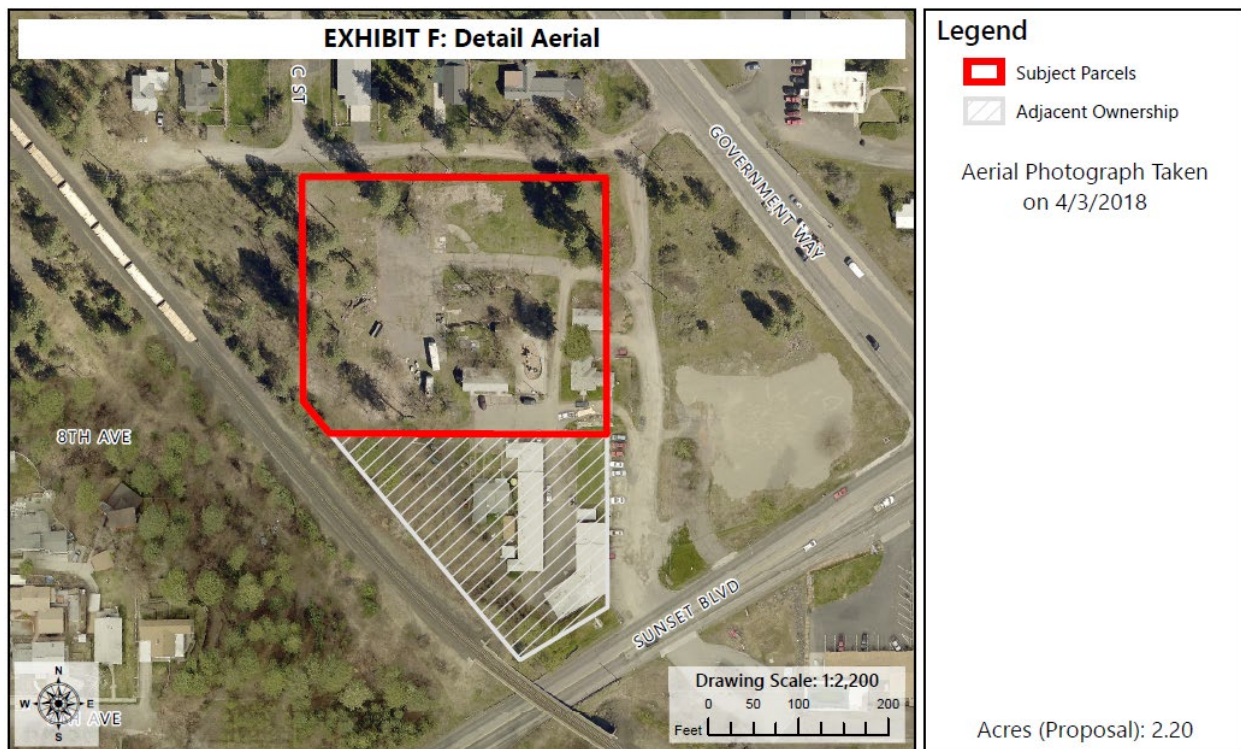 EXHIBIT F: Detail Aerial
C ST
GOVERNMENT WAY
8TH AVE
SUNSET BLVD
N
W E
S
H AVE
Drawing Scale: 1:2,200
0 50 100 200
Feet
Legend
Subject Parcels
Adjacent Ownership
Aerial Photograph Taken
on 4/3/2018
Acres (Proposal): 2.20